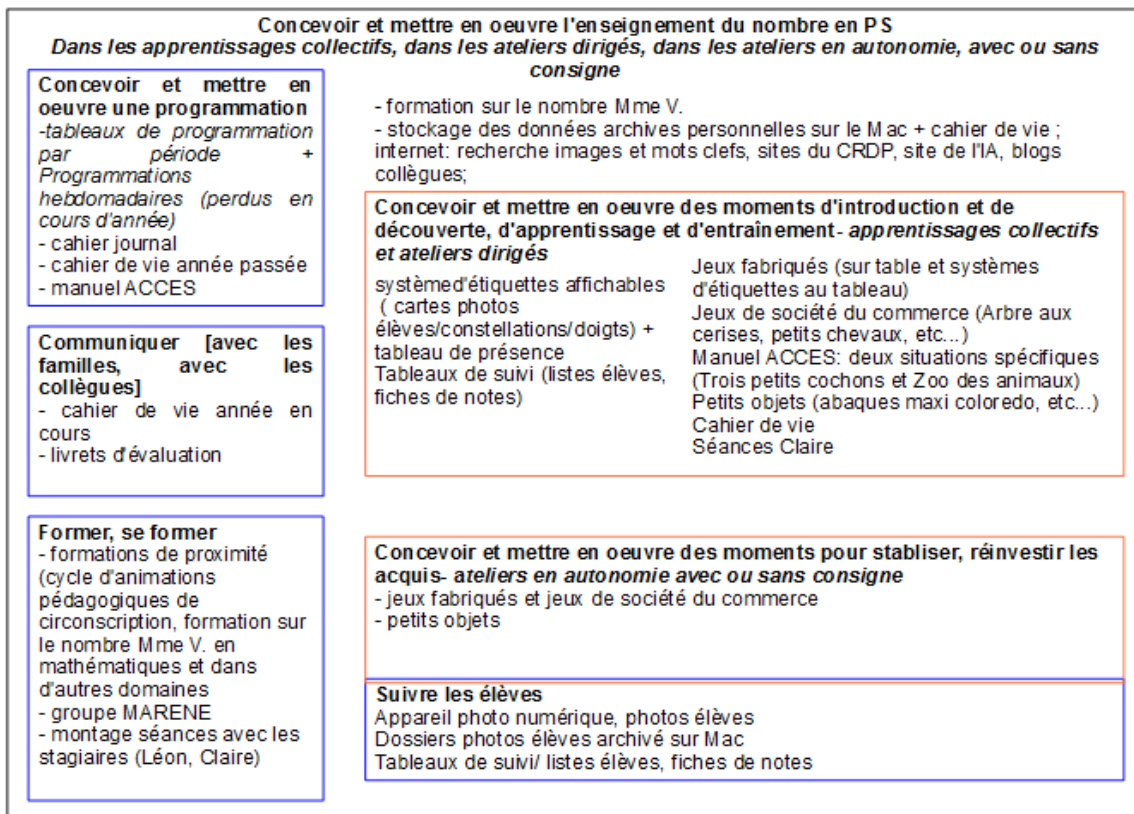 Concevoir et mettre en oeuvre l'enseignement du nombre en PS
Dans les apprentissages collectifs, dans les ateliers dirigés, dans les ateliers en autonomie, avec ou sans
consigne
Concevoir et mettre en
oeuvre une programmation
-tableaux de programmation
par période +
Programmations
hebdomadaires (perdus en
cours d'année)
- cahier journal
- cahier de vie année passée
- manuel ACCES
Communiquer [avec les
familles, avec les
collègues]
- cahier de vie année en
cours
- livrets d'évaluation
Former, se former
- formations de proximité
(cycle d'animations
pédagogiques de
circonscription, formation sur
le nombre Mme V. en
mathématiques et dans
d'autres domaines
- groupe MARENE
- montage séances avec les
stagiaires (Léon, Claire)
- formation sur le nombre Mme V.
- stockage des données archives personnelles sur le Mac + cahier de vie ;
internet: recherche images et mots clefs, sites du CRDP, site de l'IA, blogs
collègues;
Concevoir et mettre en oeuvre des moments d'introduction et de
découverte, d'apprentissage et d'entraînement- apprentissages collectifs
et ateliers dirigés
systèmed'étiquettes affichables
( cartes photos
élèves/constellations/doigts) +
tableau de présence
Tableaux de suivi (listes élèves,
fiches de notes)
Jeux fabriqués (sur table et systèmes
d'étiquettes au tableau)
Jeux de société du commerce (Arbre aux
cerises, petits chevaux, etc...)
Manuel ACCES: deux situations spécifiques
(Trois petits cochons et Zoo des animaux)
Petits objets (abaques maxi coloredo, etc...)
Cahier de vie
Séances Claire
Concevoir et mettre en oeuvre des moments pour stabliser, réinvestir les
acquis- ateliers en autonomie avec ou sans consigne
- jeux fabriqués et jeux de société du commerce
- petits objets
Suivre les élèves
Appareil photo numérique, photos élèves
Dossiers photos élèves archivé sur Mac
Tableaux de suivi/ listes élèves, fiches de notes